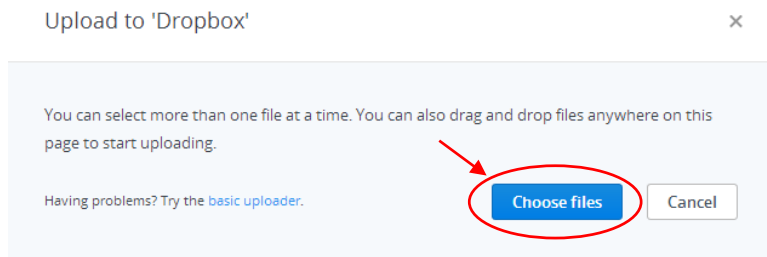 Upload to 'Dropbox'
You can select more than one file at a time. You can also drag and drop files anywhere on this
page to start uploading.
Having problems? Try the basic uploader.
Choose files
Cancel